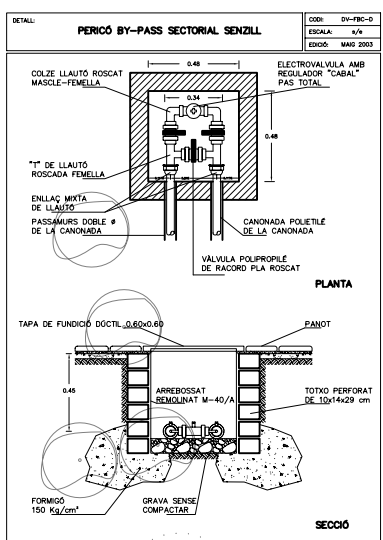 DETALL:
PERICÓ BY-PASS SECTORIAL SENZILL
CODI: DV-FBC-D
ESCALA: s/e
EDICIÓ: MAIG 2003
COLZE LLAUTÓ ROSCAT
MASCLE-FEMELLA
0.48
ELECTROVALVULA AMB
REGULADOR "CABAL"
PAS TOTAL
0.34
0.48
"T" DE LLAUTÓ
ROSCADA FEMELLA
ENLLAÇ MIXTA
DE LLAUTÓ
PASSAMURS DOBLE ø
DE LA CANONADA
CANONADA POLIETILÉ
DE LA CANONADA
VÀLVULA POLIPROPILÉ
DE RACORD PLA ROSCAT
PLANTA
TAPA DE FUNDICIÓ DÚCTIL 0.60x0.60
PANOT
0.45
ARREBOSSAT
REMOLINAT M-40/A
TOTXO PERFORAT
DE 10x14x29 cm
FORMIGÓ
150 Kg/cm²
GRAVA SENSE
COMPACTAR
SECCIÓ